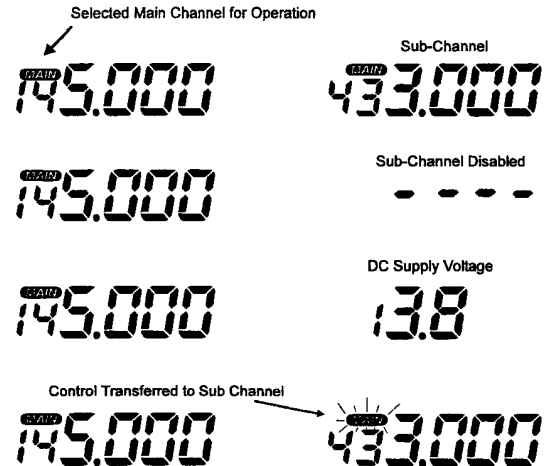 Selected Main Channel for Operation
Sub-Channel
MAIN MAIN
145.000 433.000
Sub-Channel Disabled
MAIN
145.000 - - - -
DC Supply Voltage
MAIN
145.000 13.8
Control Transferred to Sub Channel
MAIN MAIN
145.000 433.000